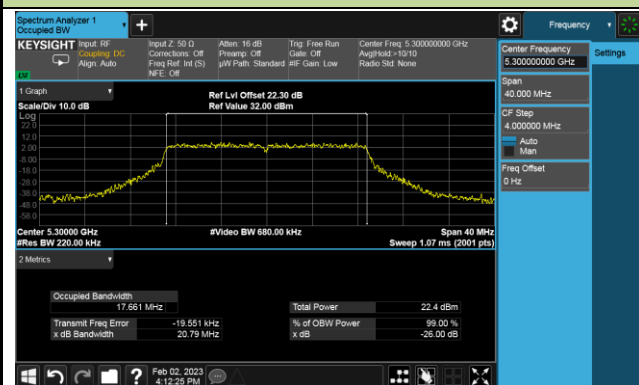 Spectrum Analyzer 1
Occupied BW
+
Frequency
KEYSIGHT
Input: RF
Coupling: DC
Align: Auto
Input Z: 50 Ω
Corrections: Off
Freq Ref: Int (S)
NFE: Off
Atten: 16 dB
Preamp: Off
µW Path: Standard
Trig: Free Run
Gate: Off
#IF Gain: Low
Center Freq: 5.300000000 GHz
Avg|Hold:>10/10
Radio Std: None
LXI
Center Frequency
5.300000000 GHz
Settings
Span
40.000 MHz
CF Step
4.000000 MHz
Auto
Man
Freq Offset
0 Hz
1 Graph
Scale/Div 10.0 dB
Ref Lvl Offset 22.30 dB
Ref Value 32.00 dBm
Log
22.0
12.0
2.00
-8.00
-18.0
-28.0
-38.0
-48.0
-58.0
Center 5.30000 GHz
#Res BW 220.00 kHz
#Video BW 680.00 kHz
Span 40 MHz
Sweep 1.07 ms (2001 pts)
2 Metrics
Occupied Bandwidth
17.661 MHz
Total Power 22.4 dBm
Transmit Freq Error -19.551 kHz
% of OBW Power 99.00 %
x dB Bandwidth 20.79 MHz
x dB -26.00 dB
?
Feb 02, 2023
4:12:25 PM